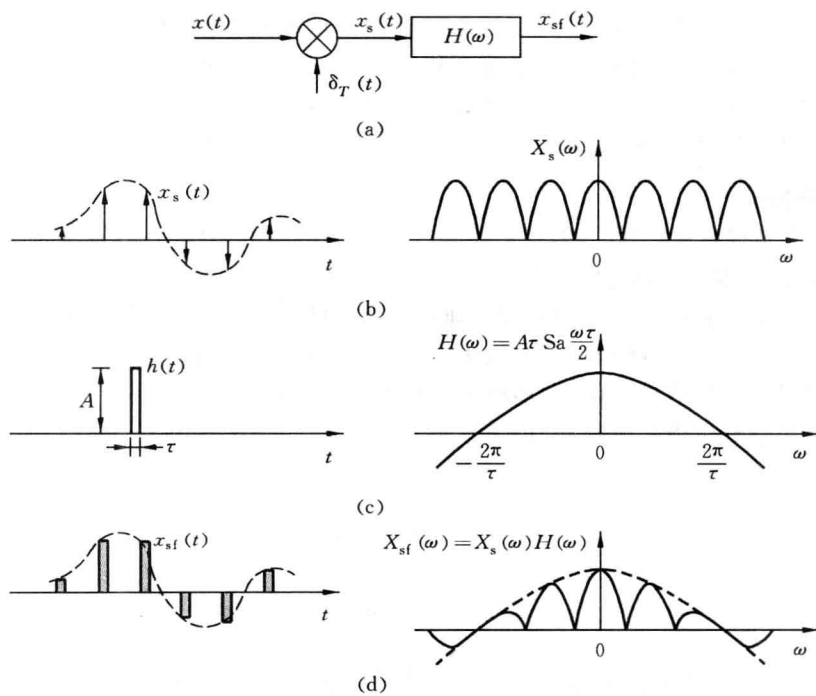 x(t) x_s(t) H(ω) x_sf(t)
δ_T(t)
(a)
x_s(t) X_s(ω)
t 0 ω
(b)
h(t) H(ω)=Aτ Sa ωτ/2
A
τ t -2π/τ 0 2π/τ ω
(c)
x_sf(t) X_sf(ω)=X_s(ω)H(ω)
t 0 ω
(d)